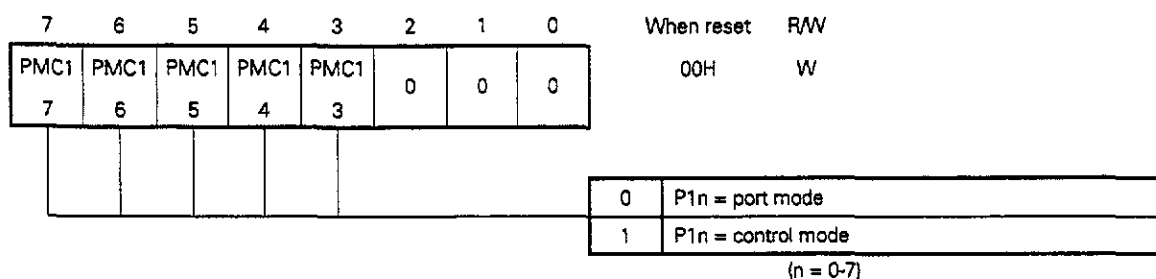 7 6 5 4 3 2 1 0 When reset R/W
PMC1 PMC1 PMC1 PMC1 PMC1 0 0 0 00H W
7 6 5 4 3
0 P1n = port mode
1 P1n = control mode
(n = 0-7)